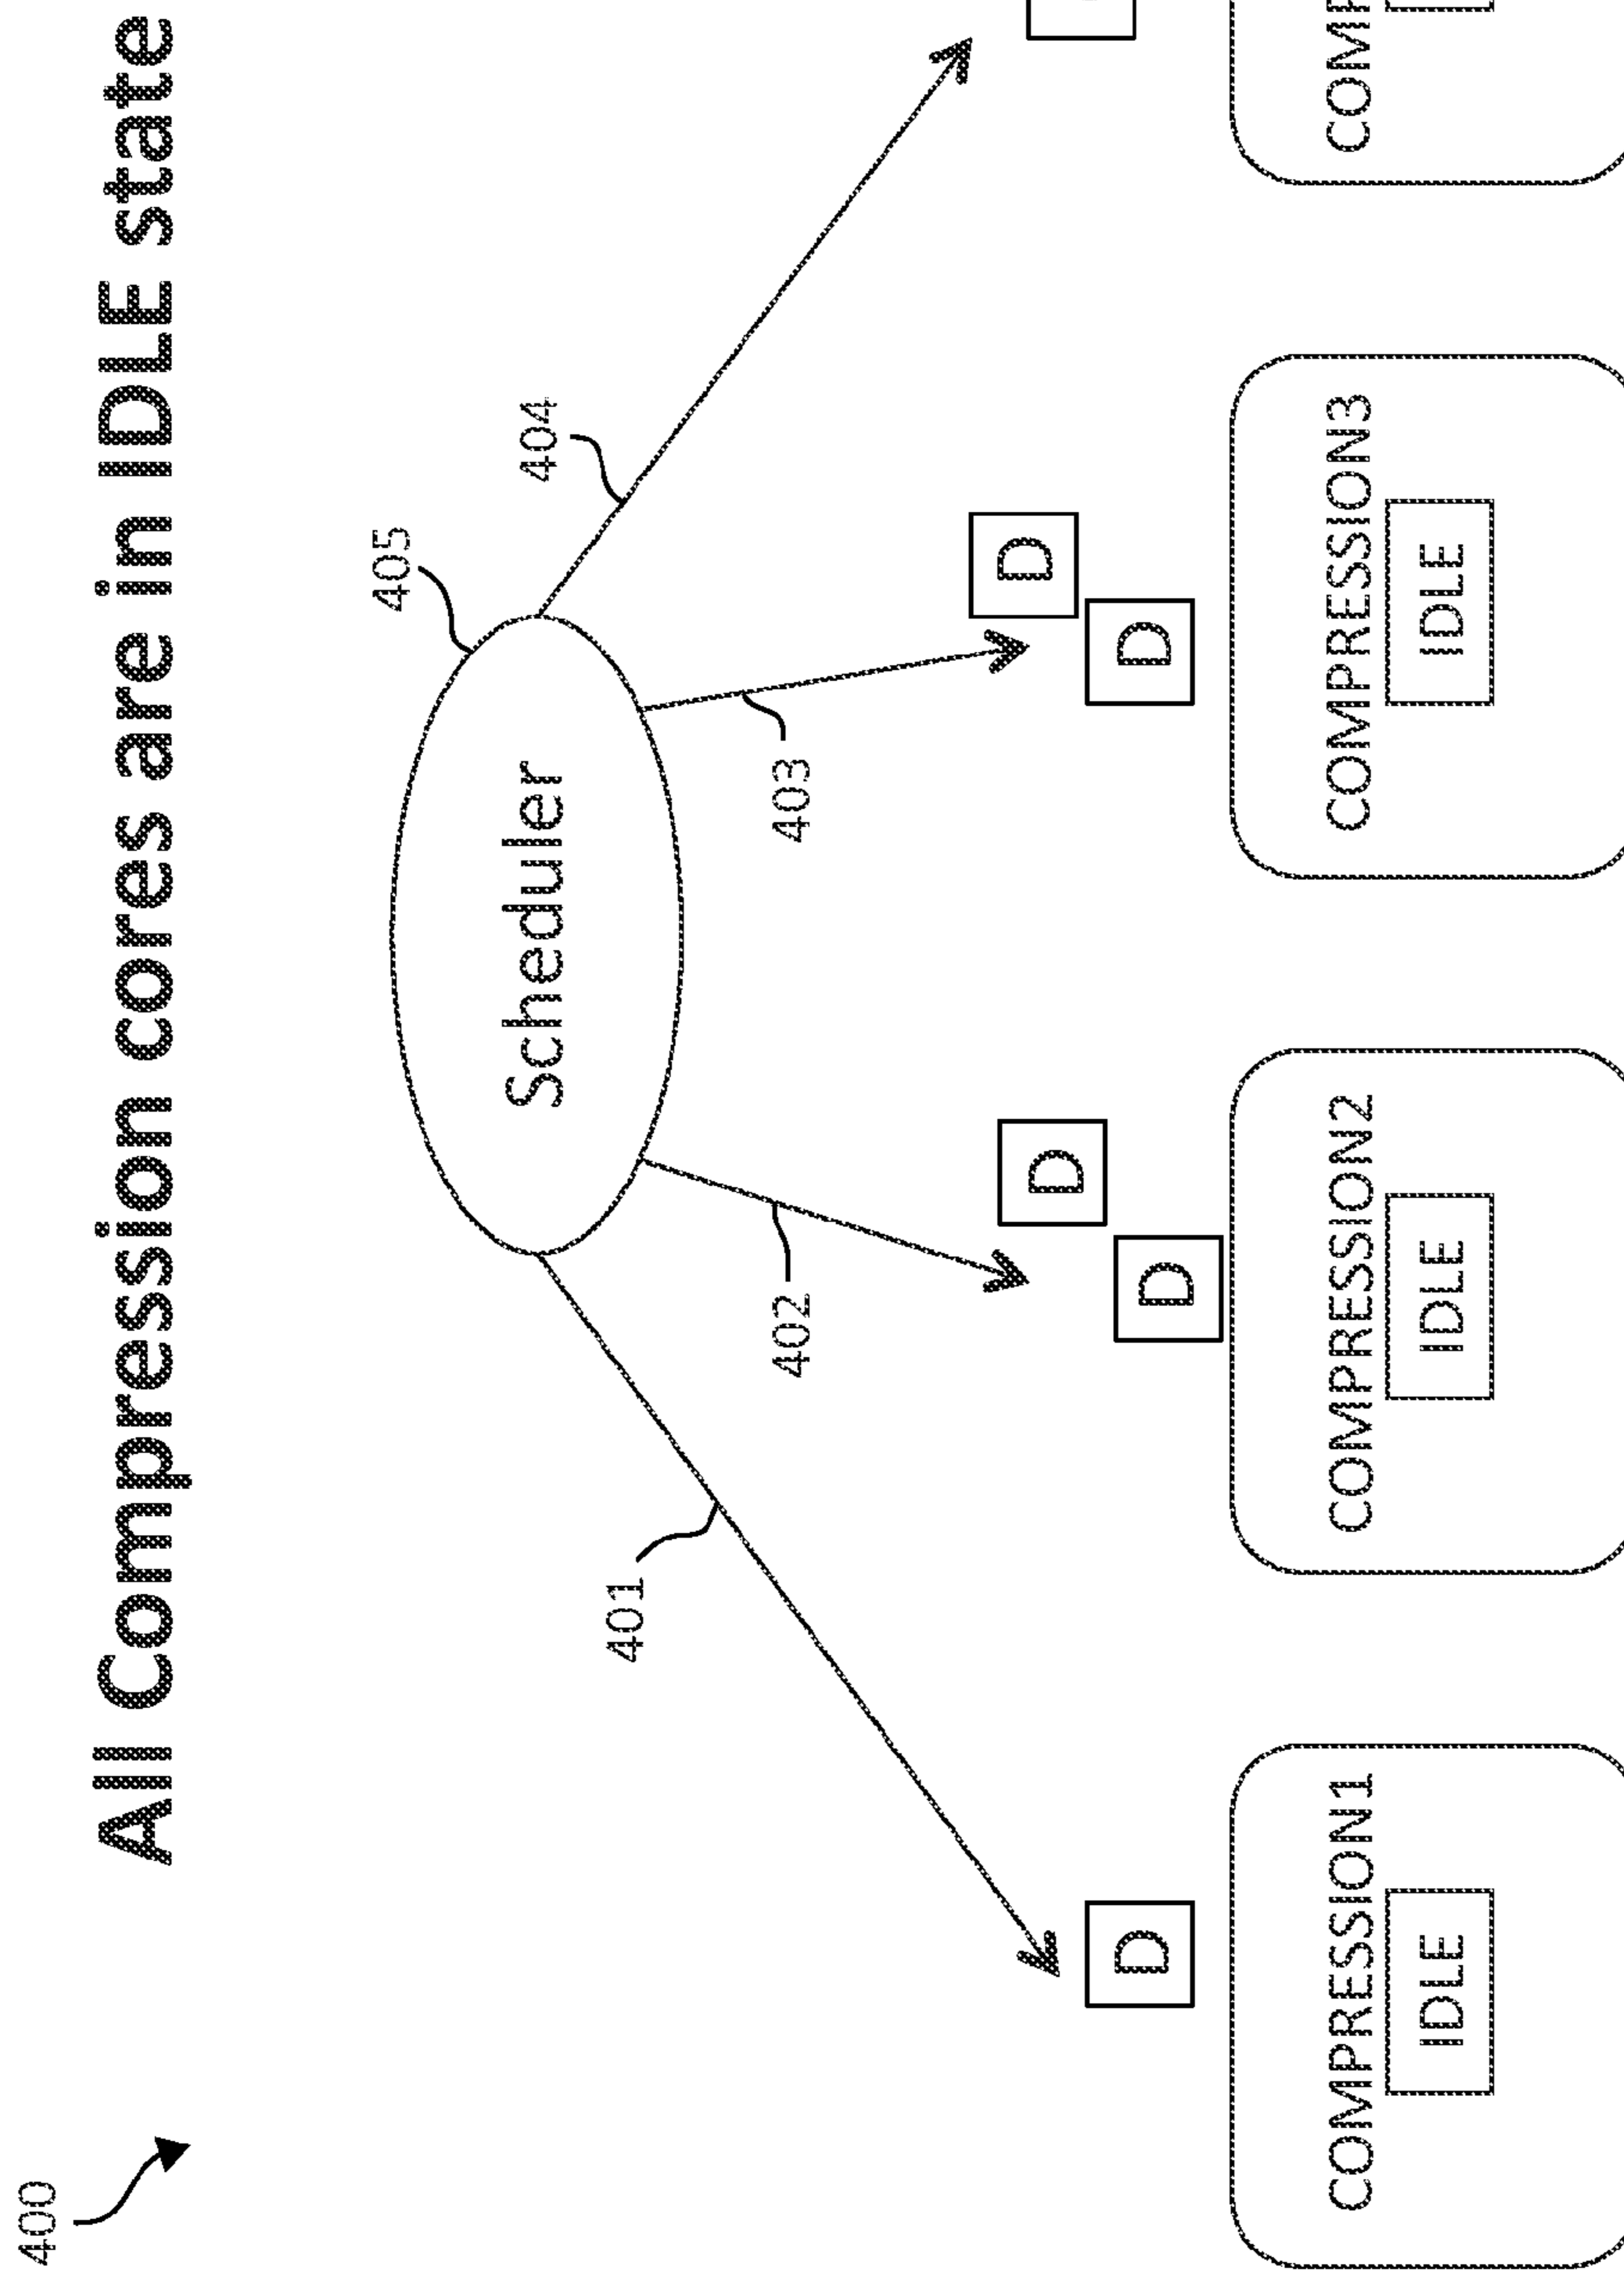 400
All Compression cores are in IDLE state
405
Scheduler
404
401
402
403
D
D
D
D
D
COMPRESSION1
COMPRESSION2
COMPRESSION3
IDLE
IDLE
IDLE